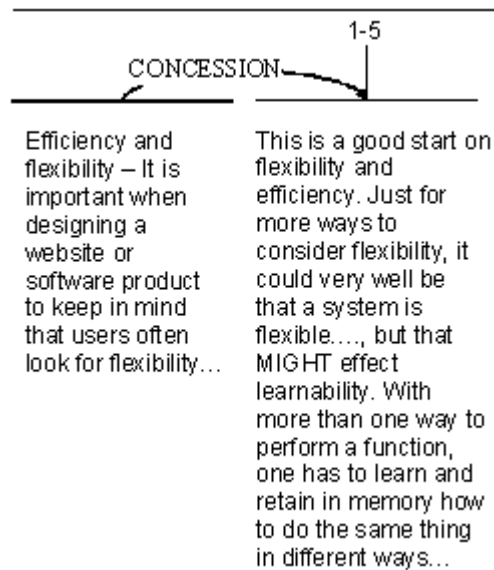 1-5
CONCESSION
Efficiency and
flexibility – It is
important when
designing a
website or
software product
to keep in mind
that users often
look for flexibility...
This is a good start on
flexibility and
efficiency. Just for
more ways to
consider flexibility, it
could very well be
that a system is
flexible...., but that
MIGHT effect
learnability. With
more than one way to
perform a function,
one has to learn and
retain in memory how
to do the same thing
in different ways...